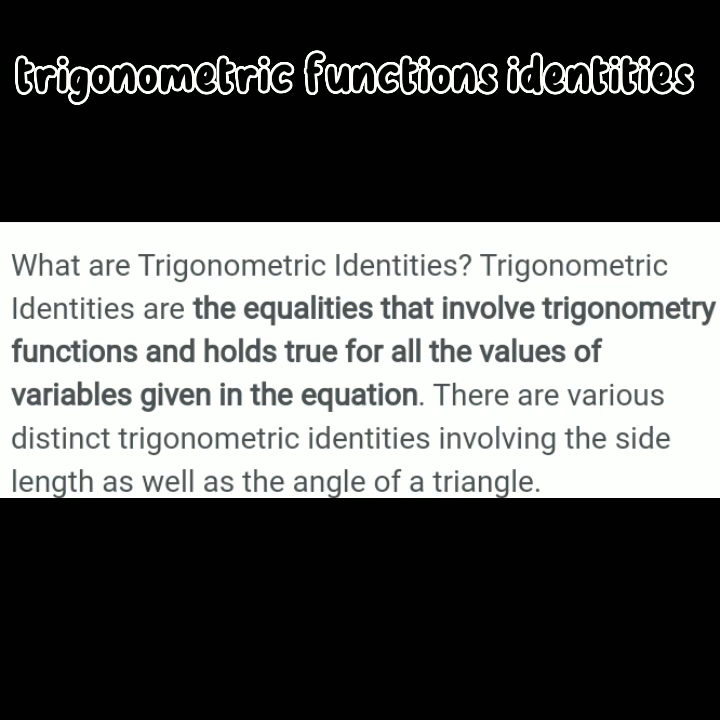 trigonometric functions identities
What are Trigonometric Identities? Trigonometric
Identities are the equalities that involve trigonometry
functions and holds true for all the values of
variables given in the equation. There are various
distinct trigonometric identities involving the side
length as well as the angle of a triangle.